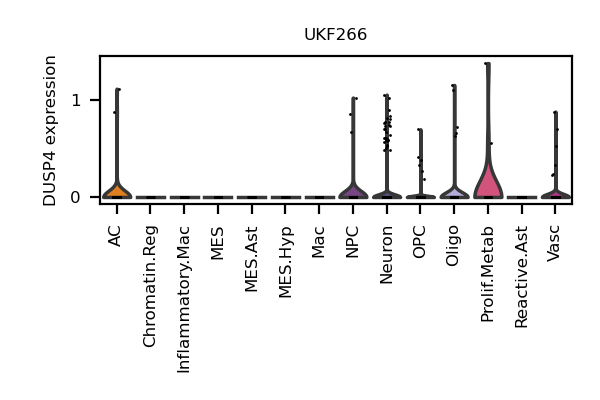 UKF266
DUSP4 expression
1
0
AC
Chromatin.Reg
Inflammatory.Mac
MES
MES.Ast
MES.Hyp
Mac
NPC
Neuron
OPC
Oligo
Prolif.Metab
Reactive.Ast
Vasc